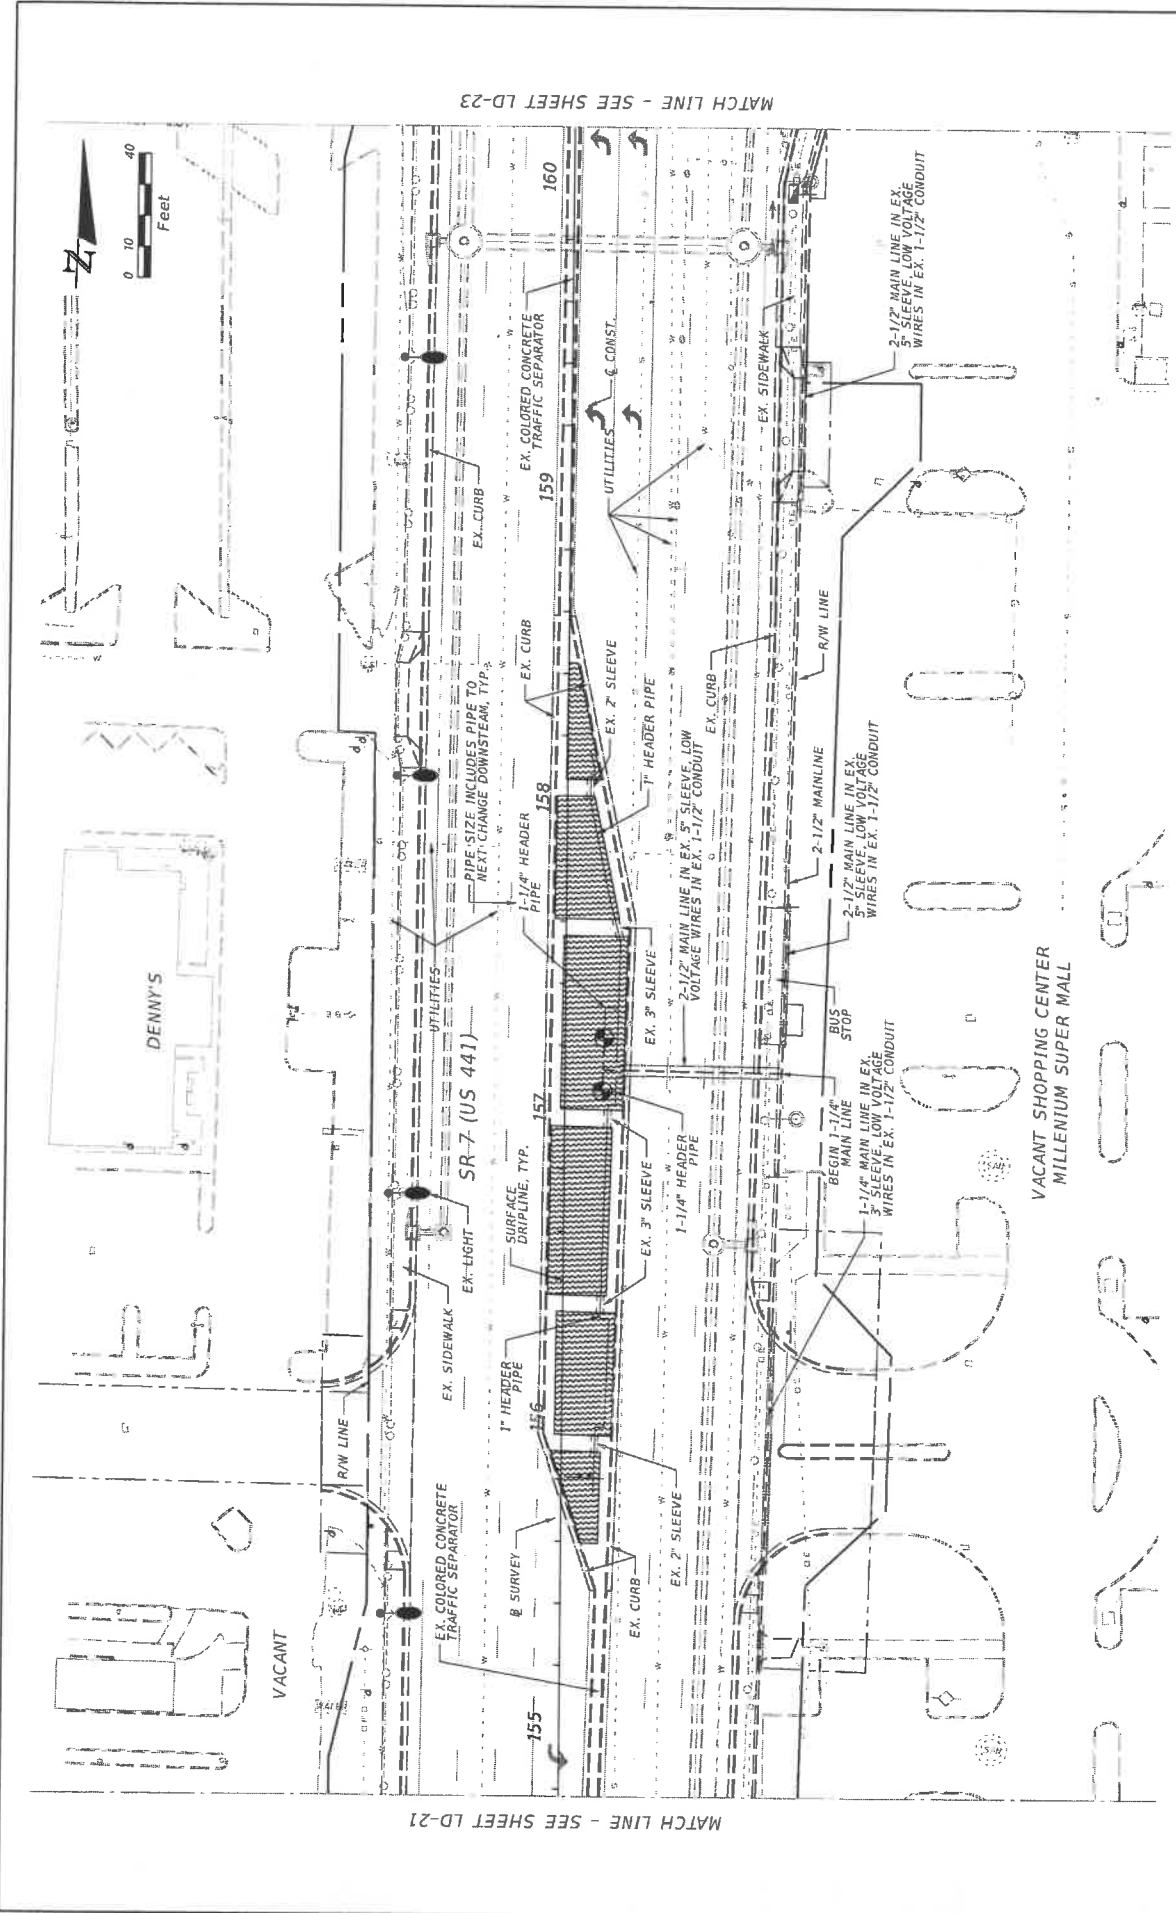 MATCH LINE - SEE SHEET LD-23
0 10 40
Feet
N
160
EX. COLORED CONCRETE
TRAFFIC SEPARATOR
UTILITIES
℄ CONST.
EX. SIDEWALK
2-1/2" MAIN LINE IN EX.
5" SLEEVE, LOW VOLTAGE
WIRES IN EX. 1-1/2" CONDUIT
159
EX. CURB
R/W LINE
EX. CURB
EX. 2" SLEEVE
1" HEADER PIPE
EX. CURB
PIPE SIZE INCLUDES PIPE TO
NEXT CHANGE DOWNSTEAM, TYP.
158
1-1/4" HEADER
PIPE
2-1/2" MAIN LINE IN EX. 5" SLEEVE, LOW
VOLTAGE WIRES IN EX. 1-1/2" CONDUIT
2-1/2" MAINLINE
2-1/2" MAIN LINE IN EX.
5" SLEEVE, LOW VOLTAGE
WIRES IN EX. 1-1/2" CONDUIT
DENNY'S
UTILITIES
SR 7 (US 441)
EX. 3" SLEEVE
BUS
STOP
157
BEGIN 1-1/4"
MAIN LINE
1-1/4" MAIN LINE IN EX.
3" SLEEVE, LOW VOLTAGE
WIRES IN EX. 1-1/2" CONDUIT
VACANT SHOPPING CENTER
MILLENIUM SUPER MALL
1-1/4" HEADER
PIPE
EX. 3" SLEEVE
SURFACE
DRIPLINE, TYP.
EX. LIGHT
EX. SIDEWALK
1" HEADER
PIPE
156
R/W LINE
EX. COLORED CONCRETE
TRAFFIC SEPARATOR
EX. 2" SLEEVE
EX. CURB
B SURVEY
VACANT
155
MATCH LINE - SEE SHEET LD-21